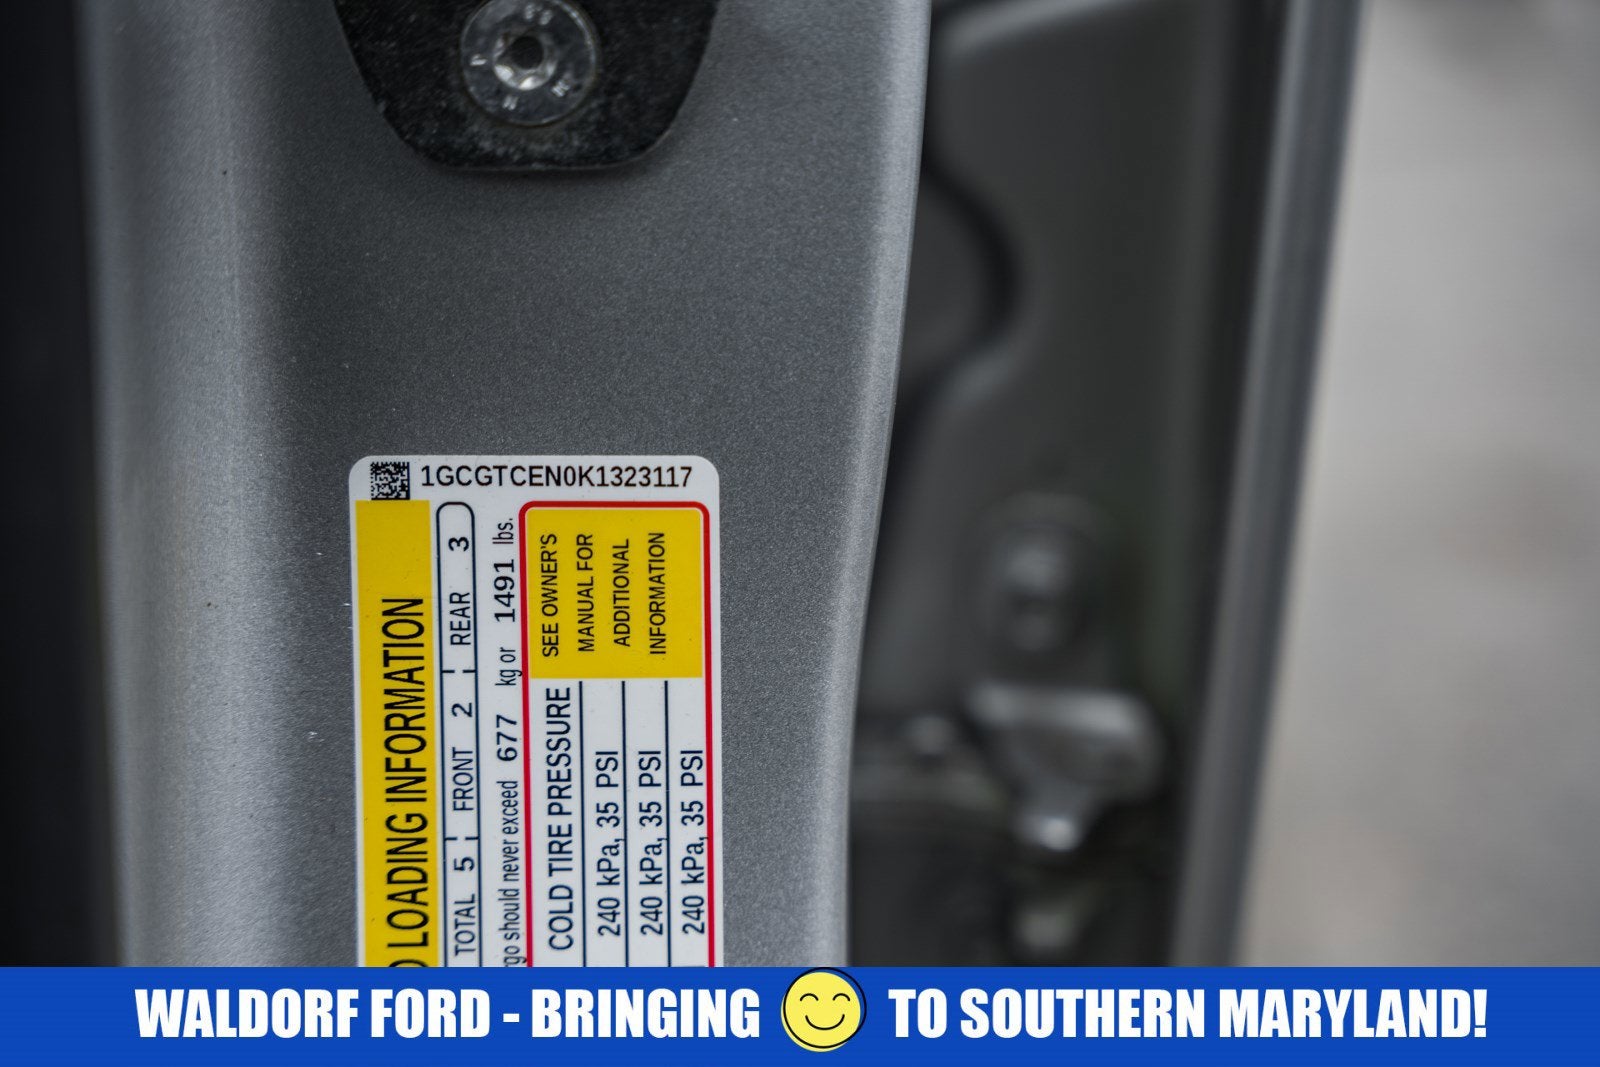 1GCGTCEN0K1323117
LOADING INFORMATION
TOTAL 5 FRONT 2 REAR 3
should never exceed 677 kg or 1491 lbs.
COLD TIRE PRESSURE
240 kPa, 35 PSI
240 kPa, 35 PSI
240 kPa, 35 PSI
SEE OWNER'S
MANUAL FOR
ADDITIONAL
INFORMATION
WALDORF FORD - BRINGING TO SOUTHERN MARYLAND!